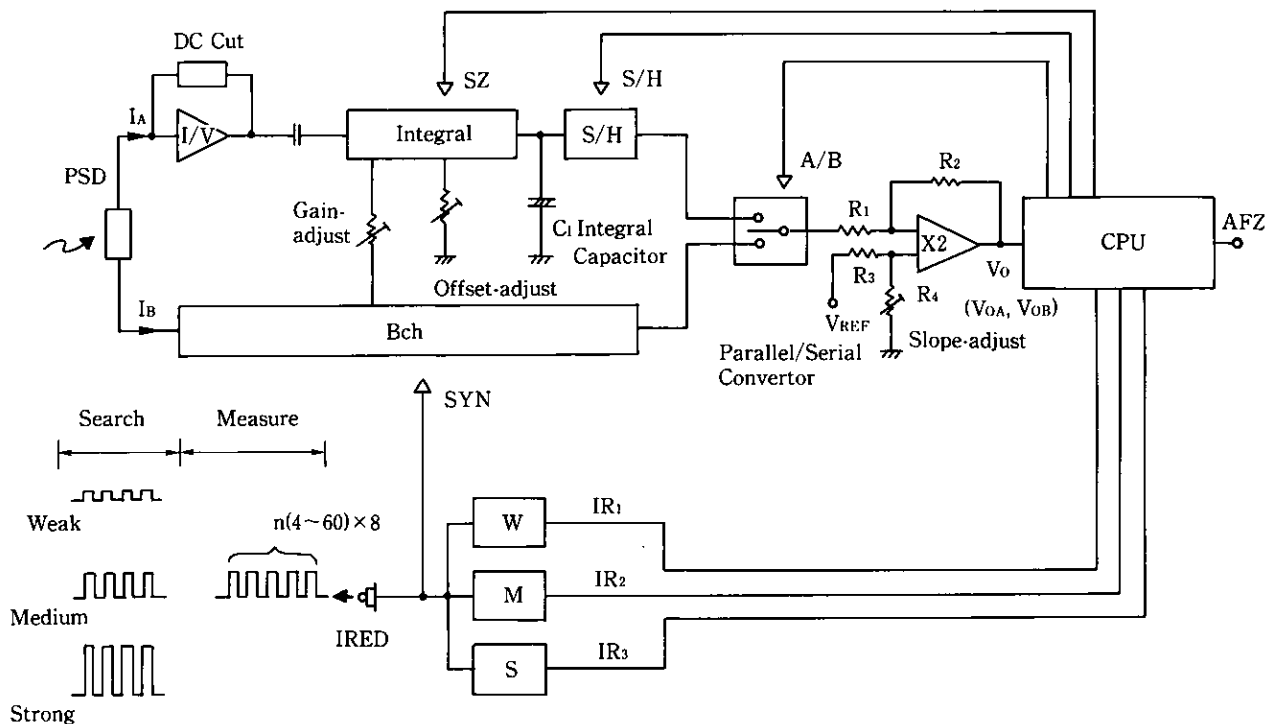 DC Cut
SZ
S/H
IA
I/V
Integral
S/H
A/B
R2
PSD
Gain-
adjust
CI Integral
Capacitor
R1
X2
CPU
AFZ
R3
VO
Offset-adjust
R4
(VOA, VOB)
IB
Bch
VREF
Slope-adjust
Parallel/Serial
Convertor
SYN
Search
Measure
Weak
n(4~60)×8
W
IR1
Medium
IRED
M
IR2
Strong
S
IR3